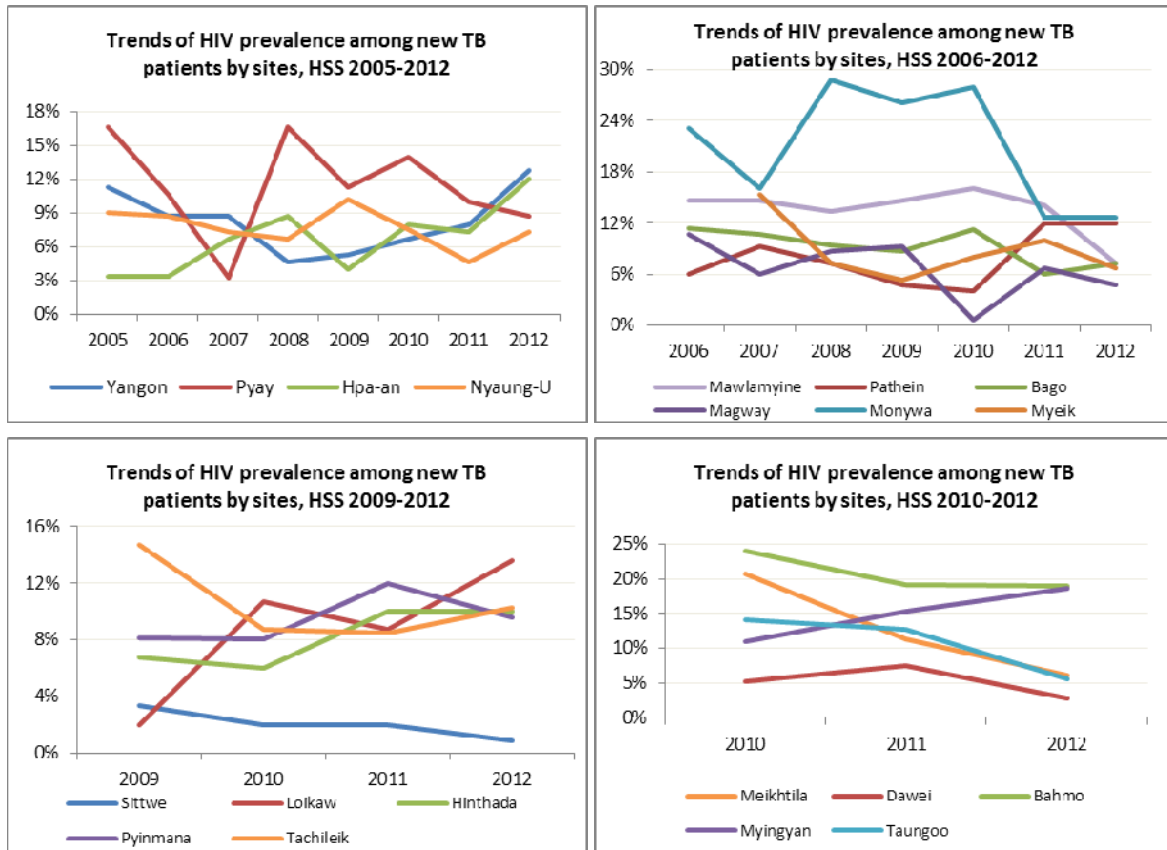 Trends of HIV prevalence among new TB
patients by sites, HSS 2005-2012
18%
15%
12%
9%
6%
3%
0%
2005 2006 2007 2008 2009 2010 2011 2012
Yangon Pyay Hpa-an Nyaung-U
Trends of HIV prevalence among new TB
patients by sites, HSS 2006-2012
30%
24%
18%
12%
6%
0%
2006 2007 2008 2009 2010 2011 2012
Mawlamyine Pathein Bago
Magway Monywa Myeik
Trends of HIV prevalence among new TB
patients by sites, HSS 2009-2012
16%
12%
8%
4%
0%
2009 2010 2011 2012
Sittwe Loikaw Hinthada
Pyinmana Tachileik
Trends of HIV prevalence among new TB
patients by sites, HSS 2010-2012
25%
20%
15%
10%
5%
0%
2010 2011 2012
Meikhtila Dawei Bahmo
Myingyan Taungoo